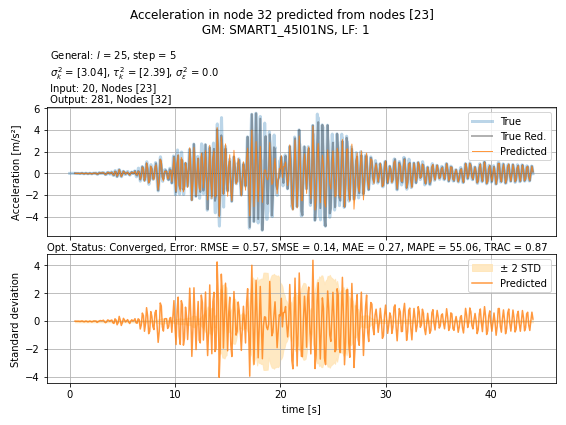 Acceleration in node 32 predicted from nodes [23]
GM: SMART1_45I01NS, LF: 1
General: l = 25, step = 5
σ²ₖ = [3.04], τ²ₖ = [2.39], σ²ε = 0.0
Input: 20, Nodes [23]
Output: 281, Nodes [32]
Acceleration [m/s²]
6
4
2
0
−2
−4
True
True Red.
Predicted
Opt. Status: Converged, Error: RMSE = 0.57, SMSE = 0.14, MAE = 0.27, MAPE = 55.06, TRAC = 0.87
Standard deviation
4
2
0
−2
−4
± 2 STD
Predicted
0
10
20
30
40
time [s]